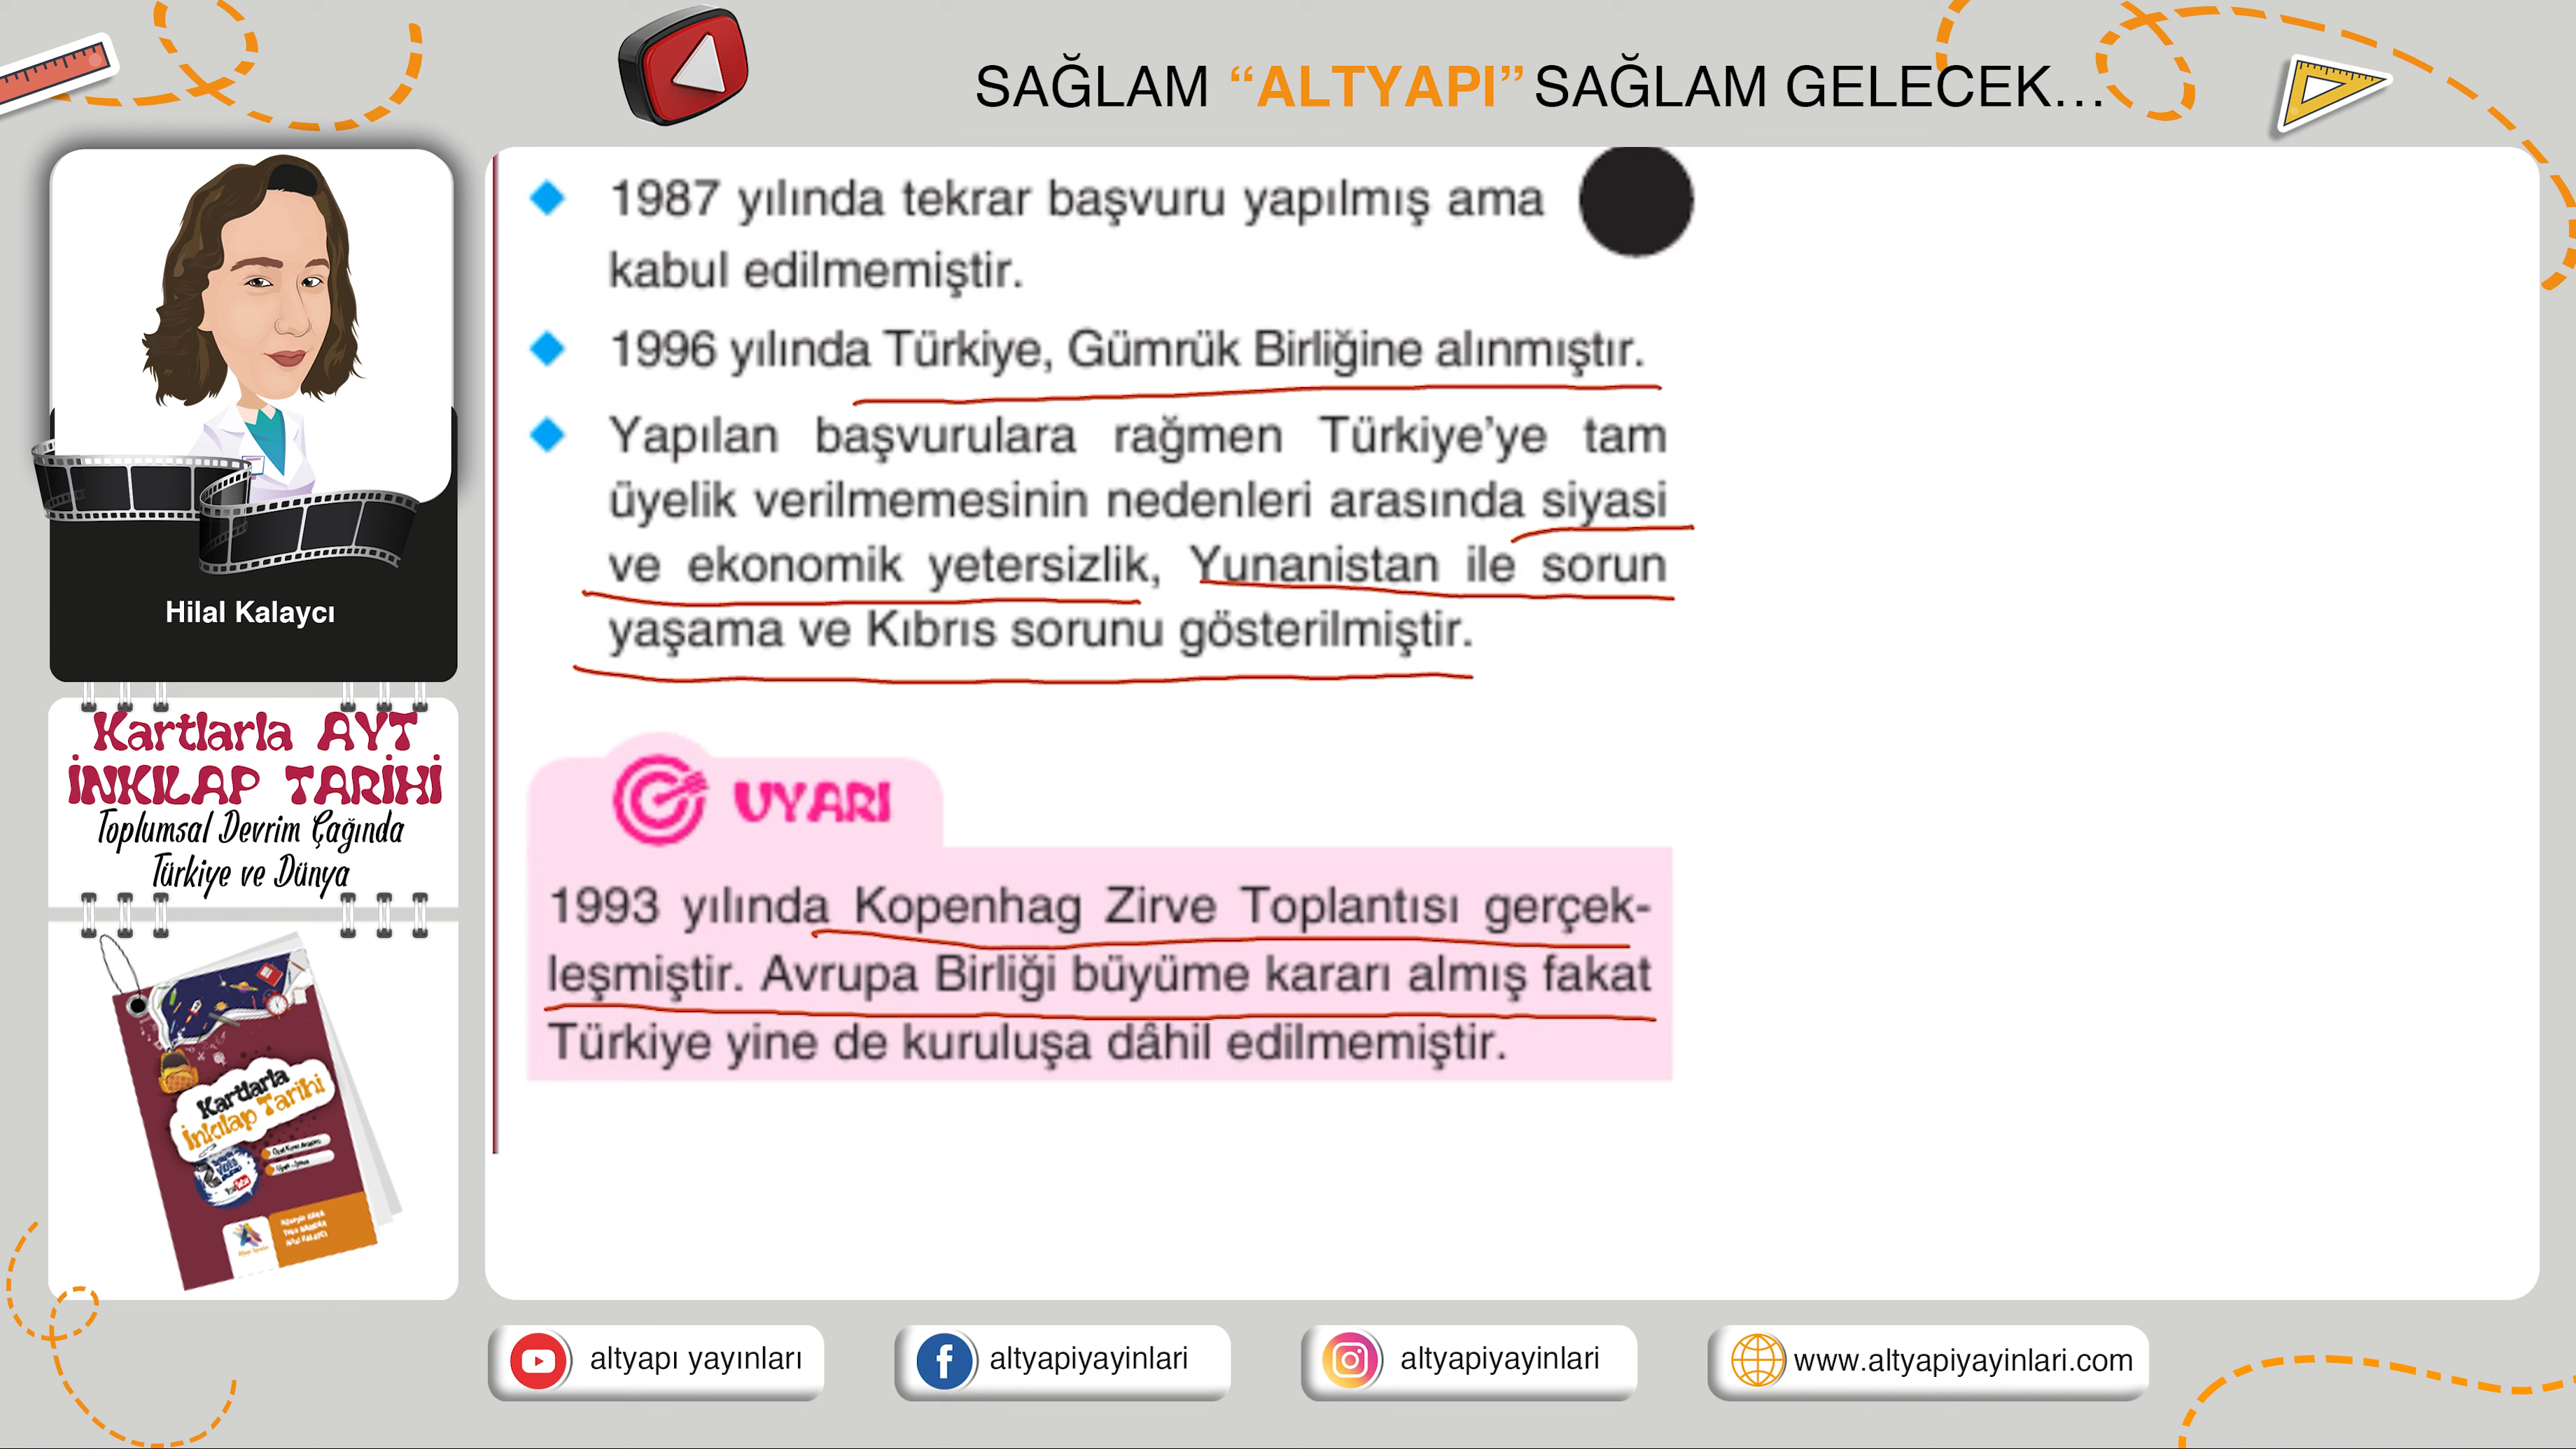 SAĞLAM “ALTYAPI” SAĞLAM GELECEK...
1987 yılında tekrar başvuru yapılmış ama
kabul edilmemiştir.
1996 yılında Türkiye, Gümrük Birliğine alınmıştır.
Yapılan başvurulara rağmen Türkiye’ye tam
üyelik verilmemesinin nedenleri arasında siyasi
ve ekonomik yetersizlik, Yunanistan ile sorun
yaşama ve Kıbrıs sorunu gösterilmiştir.
UYARI
1993 yılında Kopenhag Zirve Toplantısı gerçek-
leşmiştir. Avrupa Birliği büyüme kararı almış fakat
Türkiye yine de kuruluşa dâhil edilmemiştir.
Hilal Kalaycı
Kartlarla AYT
İNKILAP TARİHİ
Toplumsal Devrim Çağında
Türkiye ve Dünya
Kartlarla
İnkılap Tarihi
altyapı yayınları
altyapiyayinlari
altyapiyayinlari
www.altyapiyayinlari.com